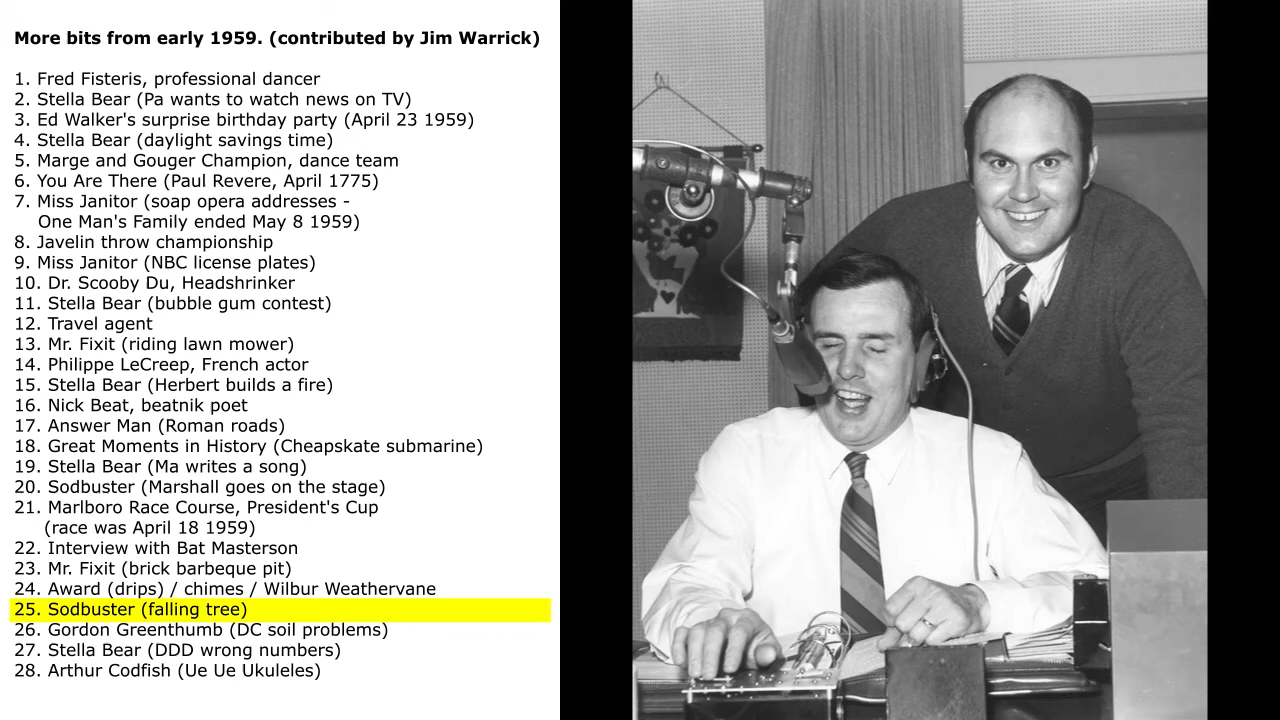 More bits from early 1959. (contributed by Jim Warrick)
1. Fred Fisteris, professional dancer
2. Stella Bear (Pa wants to watch news on TV)
3. Ed Walker's surprise birthday party (April 23 1959)
4. Stella Bear (daylight savings time)
5. Marge and Gouger Champion, dance team
6. You Are There (Paul Revere, April 1775)
7. Miss Janitor (soap opera addresses -
One Man's Family ended May 8 1959)
8. Javelin throw championship
9. Miss Janitor (NBC license plates)
10. Dr. Scooby Du, Headshrinker
11. Stella Bear (bubble gum contest)
12. Travel agent
13. Mr. Fixit (riding lawn mower)
14. Philippe LeCreep, French actor
15. Stella Bear (Herbert builds a fire)
16. Nick Beat, beatnik poet
17. Answer Man (Roman roads)
18. Great Moments in History (Cheapskate submarine)
19. Stella Bear (Ma writes a song)
20. Sodbuster (Marshall goes on the stage)
21. Marlboro Race Course, President's Cup
(race was April 18 1959)
22. Interview with Bat Masterson
23. Mr. Fixit (brick barbeque pit)
24. Award (drips) / chimes / Wilbur Weathervane
25. Sodbuster (falling tree)
26. Gordon Greenthumb (DC soil problems)
27. Stella Bear (DDD wrong numbers)
28. Arthur Codfish (Ue Ue Ukuleles)